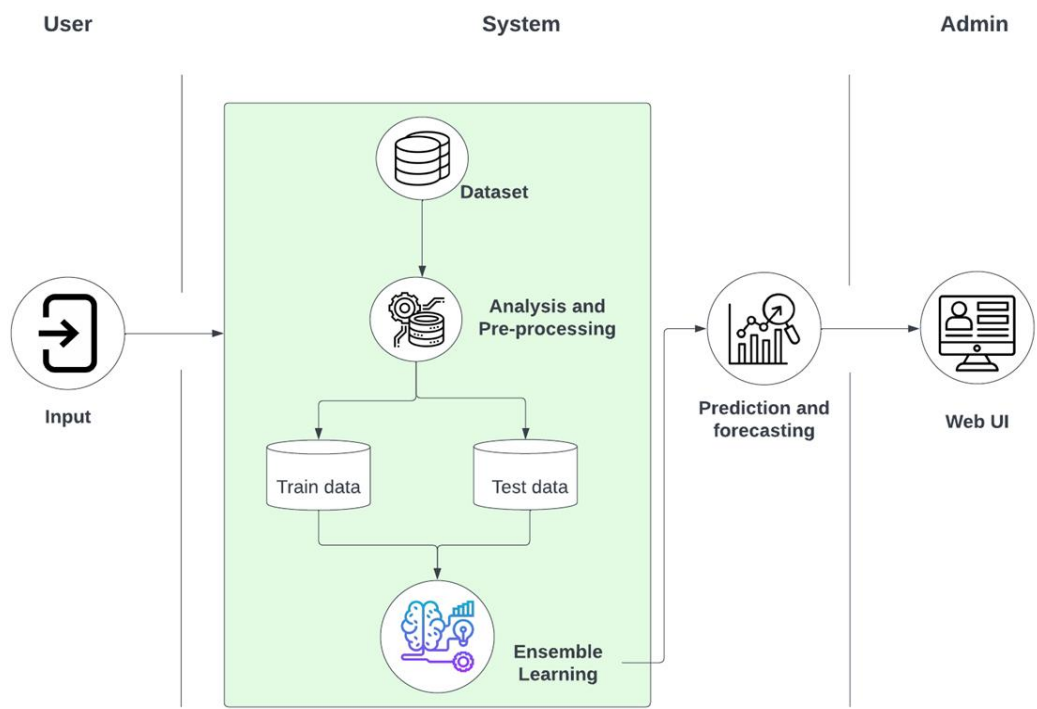 User
System
Admin
Dataset
Analysis and
Pre-processing
Input
Prediction and
forecasting
Web UI
Train data
Test data
Ensemble
Learning